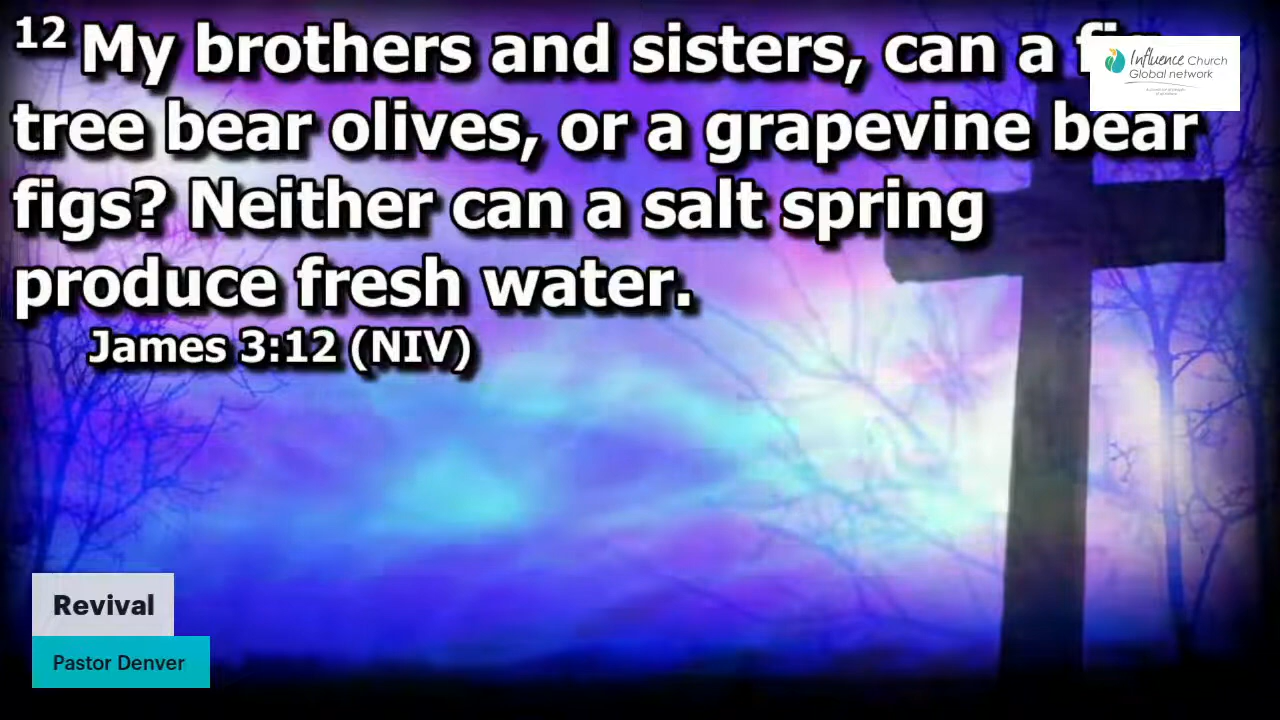 12 My brothers and sisters, can a
tree bear olives, or a grapevine bear
figs? Neither can a salt spring
produce fresh water.
James 3:12 (NIV)
Influence Church
Global network
Revival
Pastor Denver